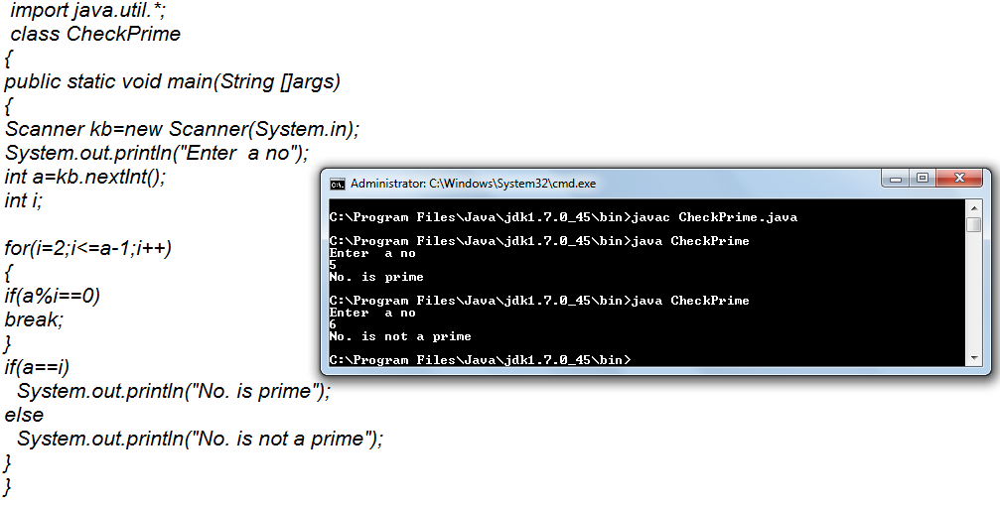 import java.util.*;
class CheckPrime
{
public static void main(String []args)
{
Scanner kb=new Scanner(System.in);
System.out.println("Enter  a no");
int a=kb.nextInt();
int i;
for(i=2;i<=a-1;i++)
{
if(a%i==0)
break;
}
if(a==i)
System.out.println("No. is prime");
else
System.out.println("No. is not a prime");
}
}
Administrator: C:\Windows\System32\cmd.exe
C:\Program Files\Java\jdk1.7.0_45\bin>javac CheckPrime.java
C:\Program Files\Java\jdk1.7.0_45\bin>java CheckPrime
Enter  a no
5
No. is prime
C:\Program Files\Java\jdk1.7.0_45\bin>java CheckPrime
Enter  a no
6
No. is not a prime
C:\Program Files\Java\jdk1.7.0_45\bin>